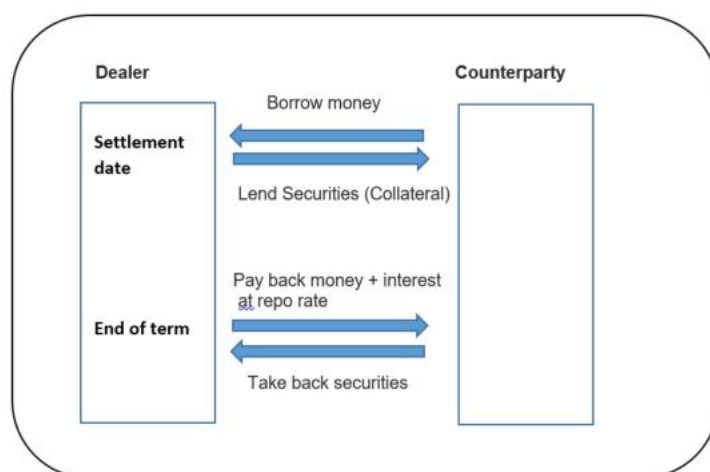 Dealer
Counterparty
Borrow money
Settlement
date
Lend Securities (Collateral)
Pay back money + interest
at repo rate
End of term
Take back securities